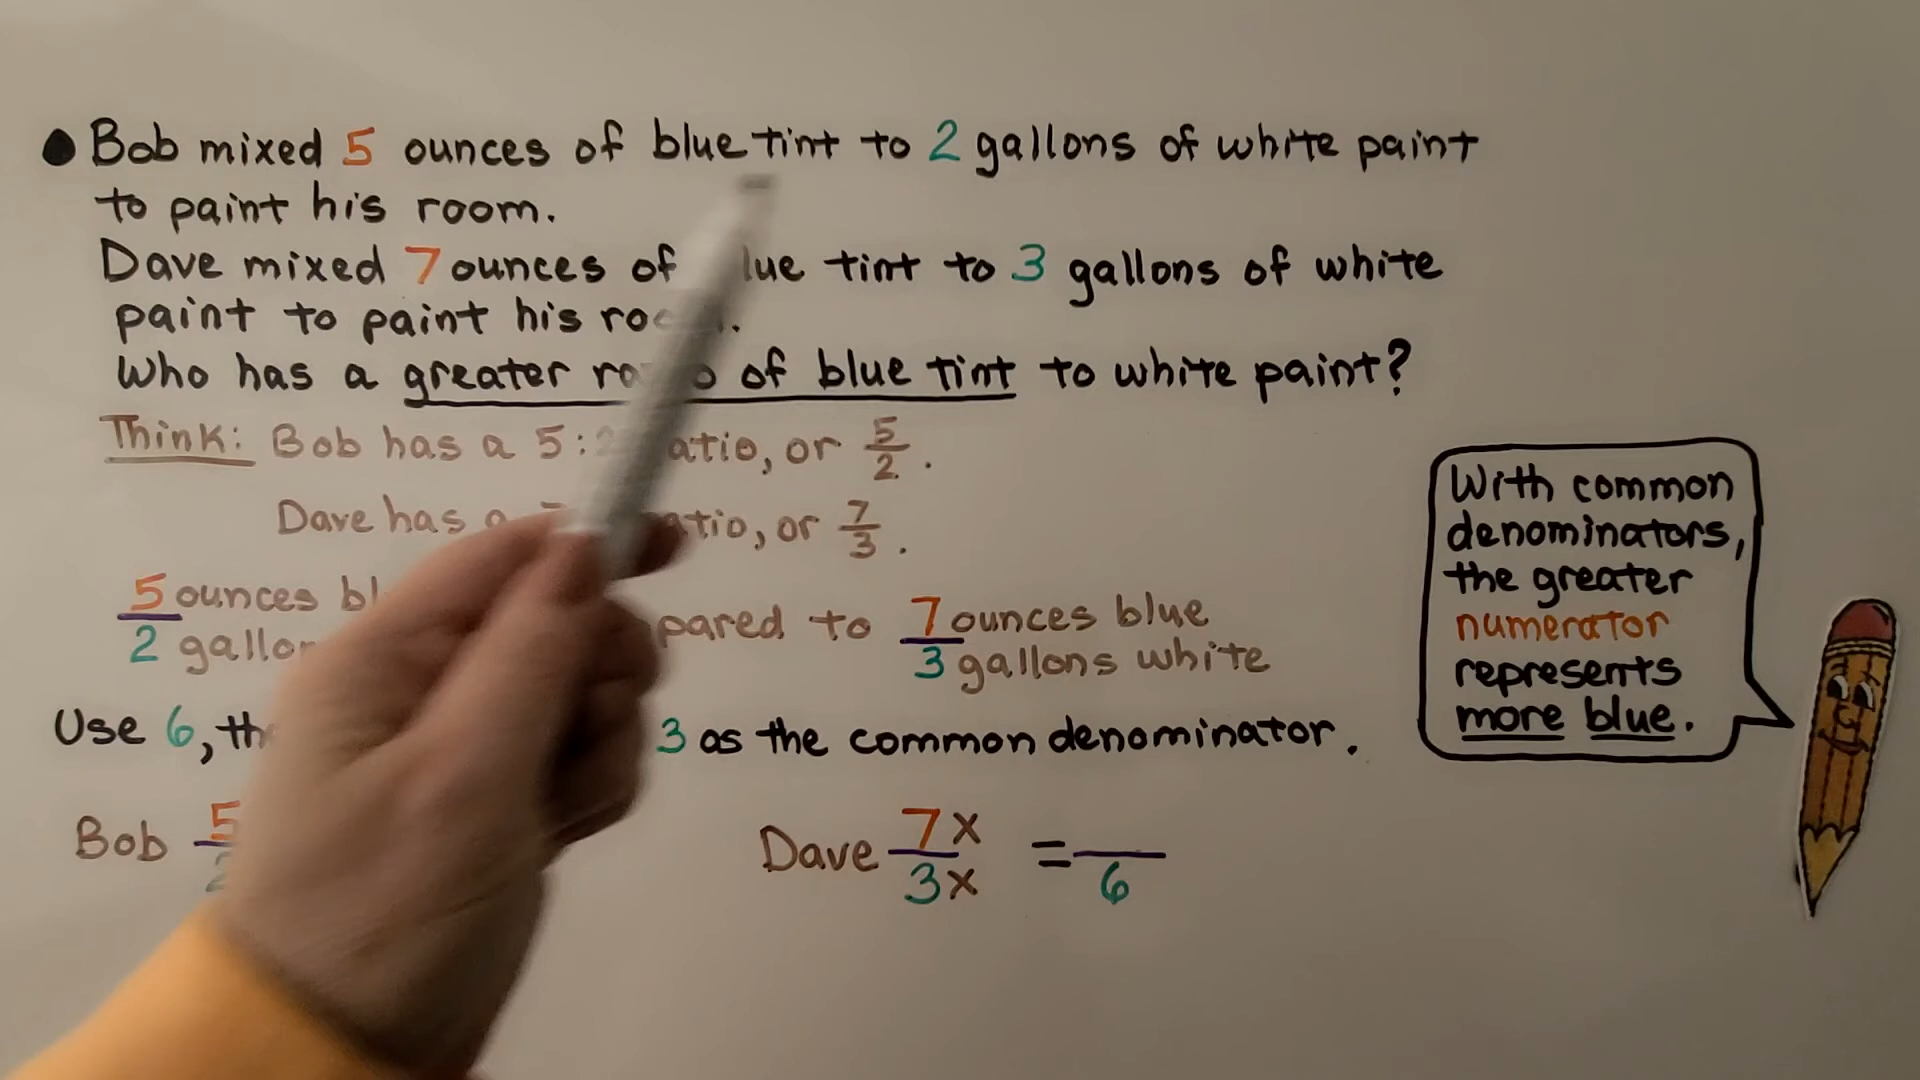 Bob mixed 5 ounces of blue tint to 2 gallons of white paint
to paint his room.
Dave mixed 7 ounces of lue tint to 3 gallons of white
paint to paint his
Who has a greater of blue tint to white paint?
Think: Bob has a 5: atio, or 5/2.
Dave has a atio, or 7/3.
5 ounces pared to 7 ounces blue
2 3 gallons white
Use 6, 3 as the common denominator.
Bob 5 Dave 7x = 
3x 6
With common
denominators,
the greater
numerator
represents
more blue.